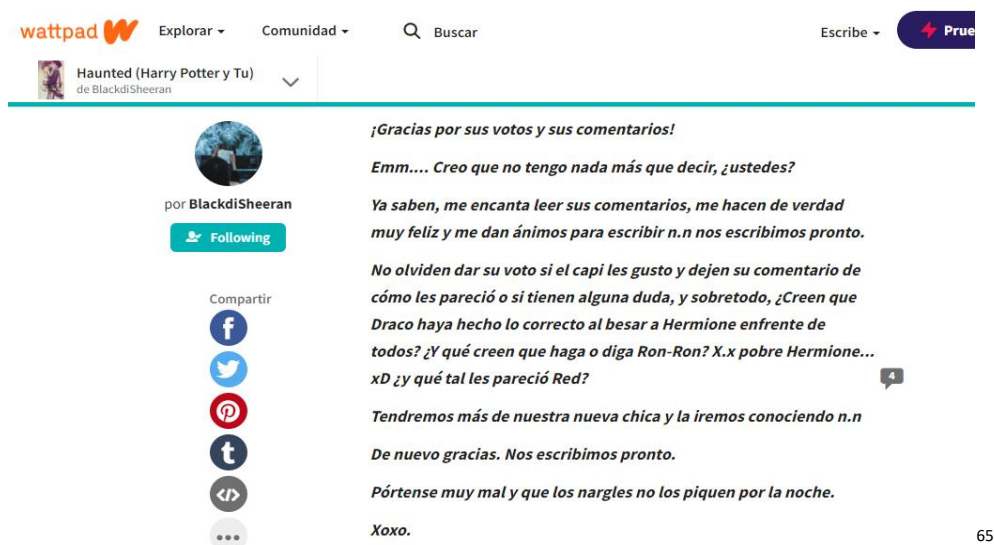 wattpad Explorar Comunidad Buscar Escribe Prue
Haunted (Harry Potter y Tu)
de BlackdiSheeran
por BlackdiSheeran
Following
Compartir
¡Gracias por sus votos y sus comentarios!
Emm.... Creo que no tengo nada más que decir, ¿ustedes?
Ya saben, me encanta leer sus comentarios, me hacen de verdad
muy feliz y me dan ánimos para escribir n.n nos escribimos pronto.
No olviden dar su voto si el capi les gusto y dejen su comentario de
cómo les pareció o si tienen alguna duda, y sobretodo, ¿Creen que
Draco haya hecho lo correcto al besar a Hermione enfrente de
todos? ¿Y qué creen que haga o diga Ron-Ron? X.x pobre Hermione...
xD ¿y qué tal les pareció Red?
4
Tendremos más de nuestra nueva chica y la iremos conociendo n.n
De nuevo gracias. Nos escribimos pronto.
Pórtense muy mal y que los nargles no los piquen por la noche.
Xoxo.
65